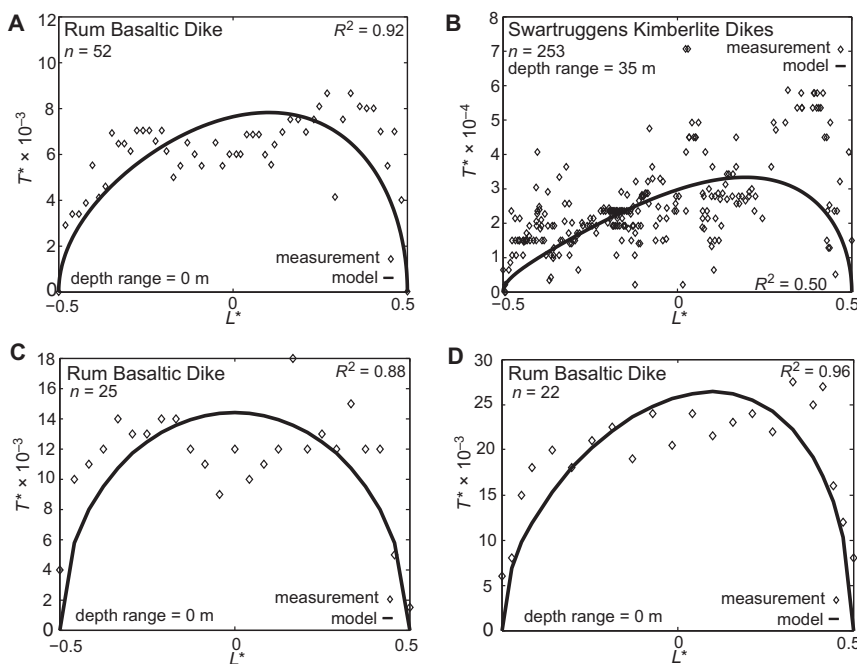 A
Rum Basaltic Dike
R² = 0.92
n = 52
12
10
8
6
4
2
0
T* × 10⁻³
measurement
model
depth range = 0 m
−0.5
0
0.5
L*
B
Swartruggens Kimberlite Dikes
n = 253
measurement
depth range = 35 m
model
8
7
6
5
4
3
2
1
0
T* × 10⁻⁴
R² = 0.50
−0.5
0
0.5
L*
C
Rum Basaltic Dike
R² = 0.88
n = 25
18
16
14
12
10
8
6
4
2
0
T* × 10⁻³
measurement
model
depth range = 0 m
−0.5
0
0.5
L*
D
Rum Basaltic Dike
R² = 0.96
n = 22
30
25
20
15
10
5
0
T* × 10⁻³
measurement
model
depth range = 0 m
−0.5
0
0.5
L*